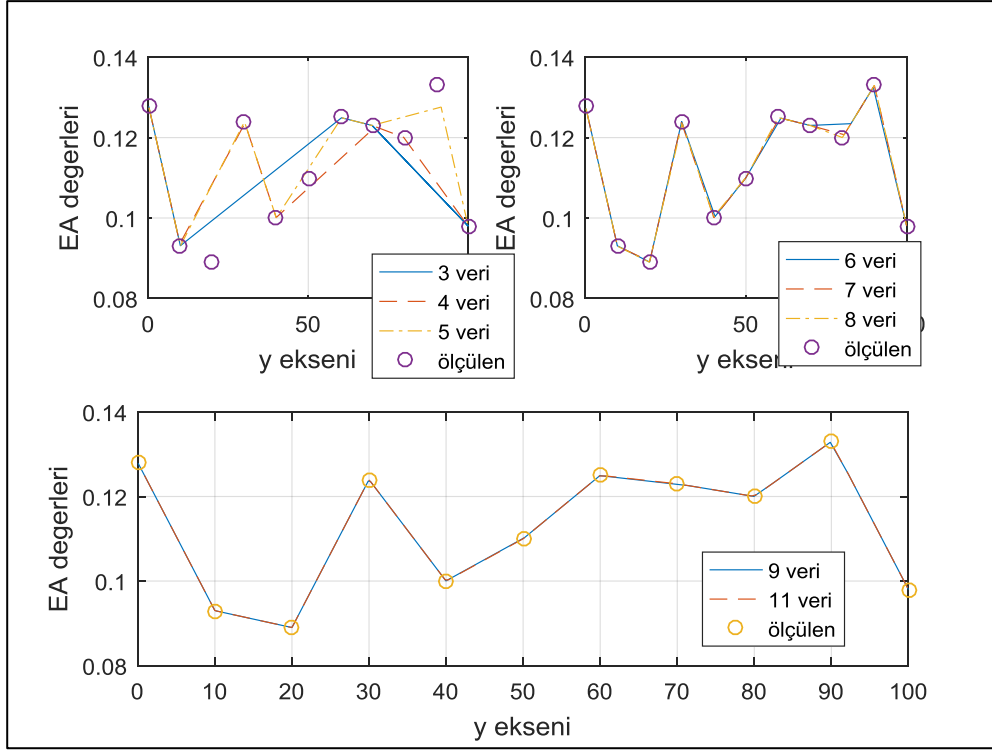 0.14
0.12
0.1
0.08
EA degerleri
0
50
y ekseni
3 veri
4 veri
5 veri
ölçülen
0.14
0.12
0.1
0.08
EA degerleri
0
50
0
y ekseni
6 veri
7 veri
8 veri
ölçülen
0.14
0.12
0.1
0.08
EA degerleri
0 10 20 30 40 50 60 70 80 90 100
y ekseni
9 veri
11 veri
ölçülen